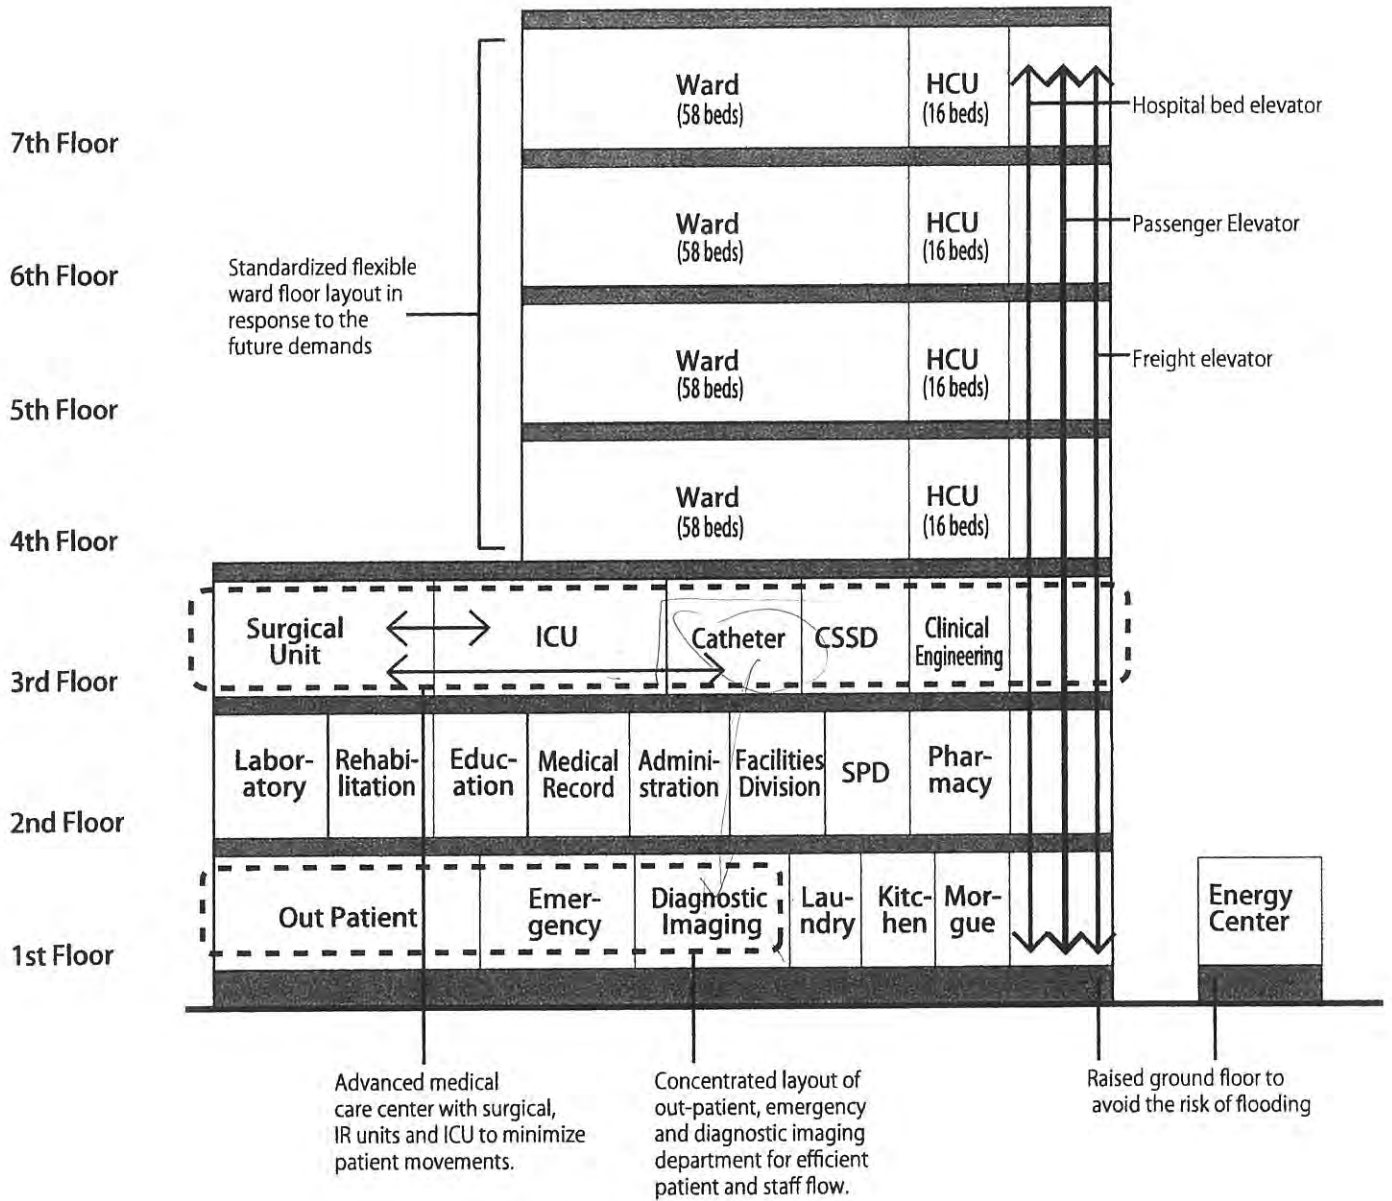 Ward
(58 beds)
HCU
(16 beds)
Hospital bed elevator
7th Floor
Ward
(58 beds)
HCU
(16 beds)
Passenger Elevator
6th Floor
Standardized flexible
ward floor layout in
response to the
future demands
Ward
(58 beds)
HCU
(16 beds)
Freight elevator
5th Floor
Ward
(58 beds)
HCU
(16 beds)
4th Floor
Surgical
Unit
ICU
Catheter
CSSD
Clinical
Engineering
3rd Floor
Labor-
atory
Rehabi-
litation
Educ-
ation
Medical
Record
Admini-
stration
Facilities
Division
SPD
Phar-
macy
2nd Floor
Out Patient
Emer-
gency
Diagnostic
Imaging
Lau-
ndry
Kitc-
hen
Mor-
gue
Energy
Center
1st Floor
Advanced medical
care center with surgical,
IR units and ICU to minimize
patient movements.
Concentrated layout of
out-patient, emergency
and diagnostic imaging
department for efficient
patient and staff flow.
Raised ground floor to
avoid the risk of flooding